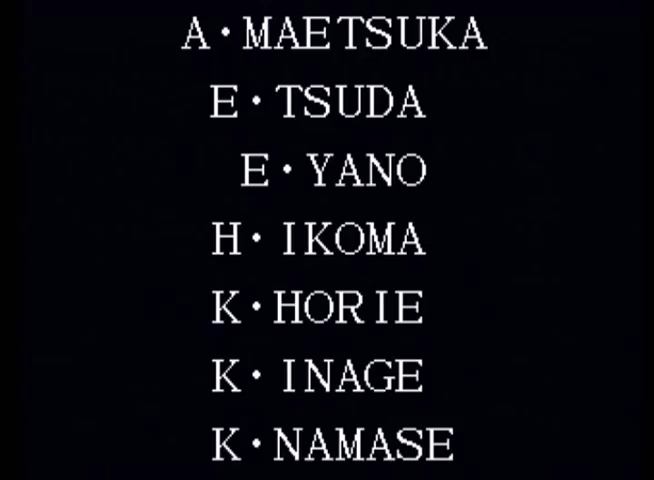 A・MAETSUKA
E・TSUDA
E・YANO
H・IKOMA
K・HORIE
K・INAGE
K・NAMASE